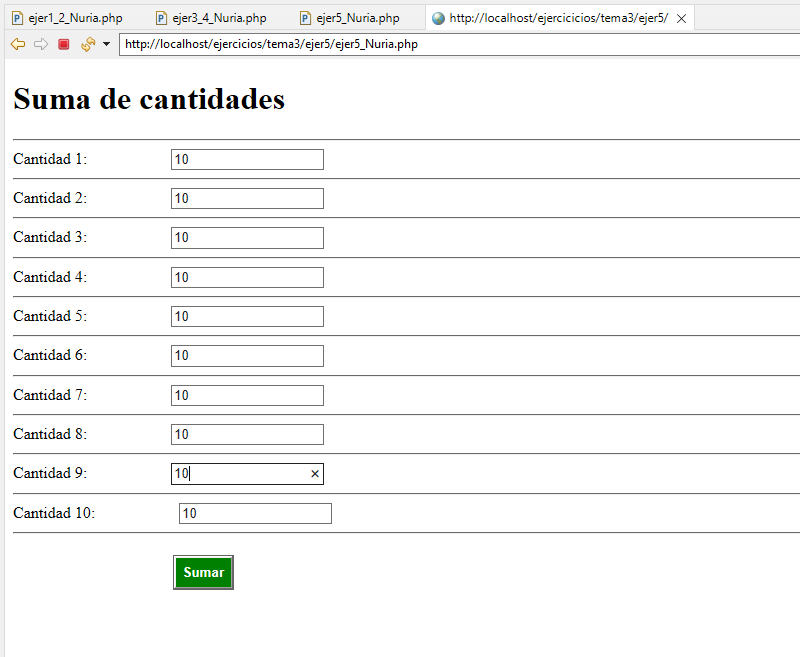 ejer1_2_Nuria.php ejer3_4_Nuria.php ejer5_Nuria.php http://localhost/ejercicicios/tema3/ejer5/
http://localhost/ejercicios/tema3/ejer5/ejer5_Nuria.php
Suma de cantidades
Cantidad 1: 10
Cantidad 2: 10
Cantidad 3: 10
Cantidad 4: 10
Cantidad 5: 10
Cantidad 6: 10
Cantidad 7: 10
Cantidad 8: 10
Cantidad 9: 10
Cantidad 10: 10
Sumar